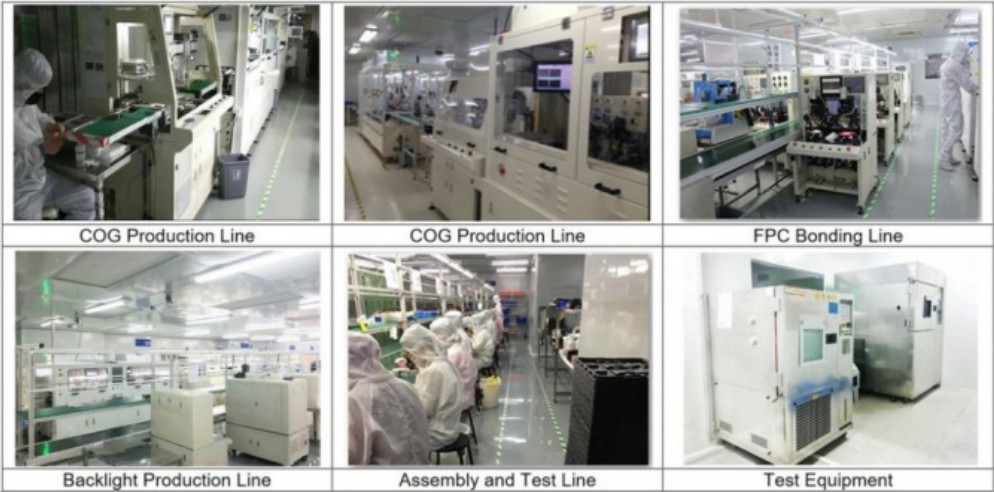 COG Production Line
COG Production Line
FPC Bonding Line
Backlight Production Line
Assembly and Test Line
Test Equipment